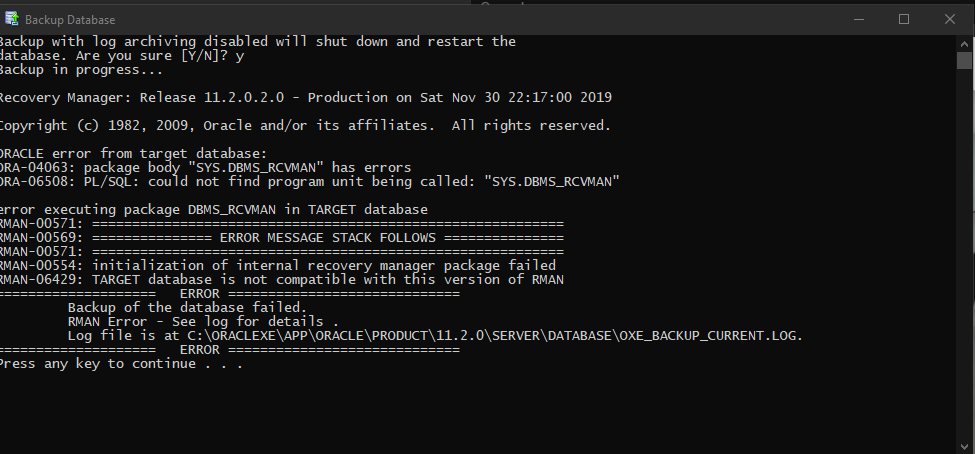 Backup Database
Backup with log archiving disabled will shut down and restart the
database. Are you sure [Y/N]? y
Backup in progress...
Recovery Manager: Release 11.2.0.2.0 - Production on Sat Nov 30 22:17:00 2019
Copyright (c) 1982, 2009, Oracle and/or its affiliates.  All rights reserved.
ORACLE error from target database:
ORA-04063: package body "SYS.DBMS_RCVMAN" has errors
ORA-06508: PL/SQL: could not find program unit being called: "SYS.DBMS_RCVMAN"
error executing package DBMS_RCVMAN in TARGET database
RMAN-00571: ===========================================================
RMAN-00569: =============== ERROR MESSAGE STACK FOLLOWS ===============
RMAN-00571: ===========================================================
RMAN-00554: initialization of internal recovery manager package failed
RMAN-06429: TARGET database is not compatible with this version of RMAN
==================== ERROR =============================
Backup of the database failed.
RMAN Error - See log for details .
Log file is at C:\ORACLEXE\APP\ORACLE\PRODUCT\11.2.0\SERVER\DATABASE\OXE_BACKUP_CURRENT.LOG.
==================== ERROR =============================
Press any key to continue . . .